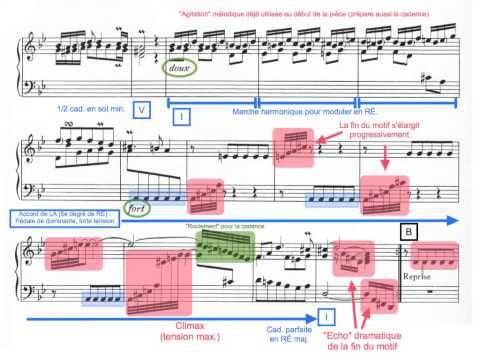 "Agitation" mélodique déjà utilisée au début de la pièce (prépare aussi la cadence)
doux
1/2 cad. en sol min.
V
I
Marche harmonique pour moduler en RÉ.
La fin du motif s'élargit
progressivement
fort
Accord de LA (5e degré de RÉ)
Pédale de dominante, forte tension
"Roulement" pour la cadence
B
Reprise
Climax
(tension max.)
Cad. parfaite
en RÉ maj.
I
"Echo" dramatique
de la fin du motif